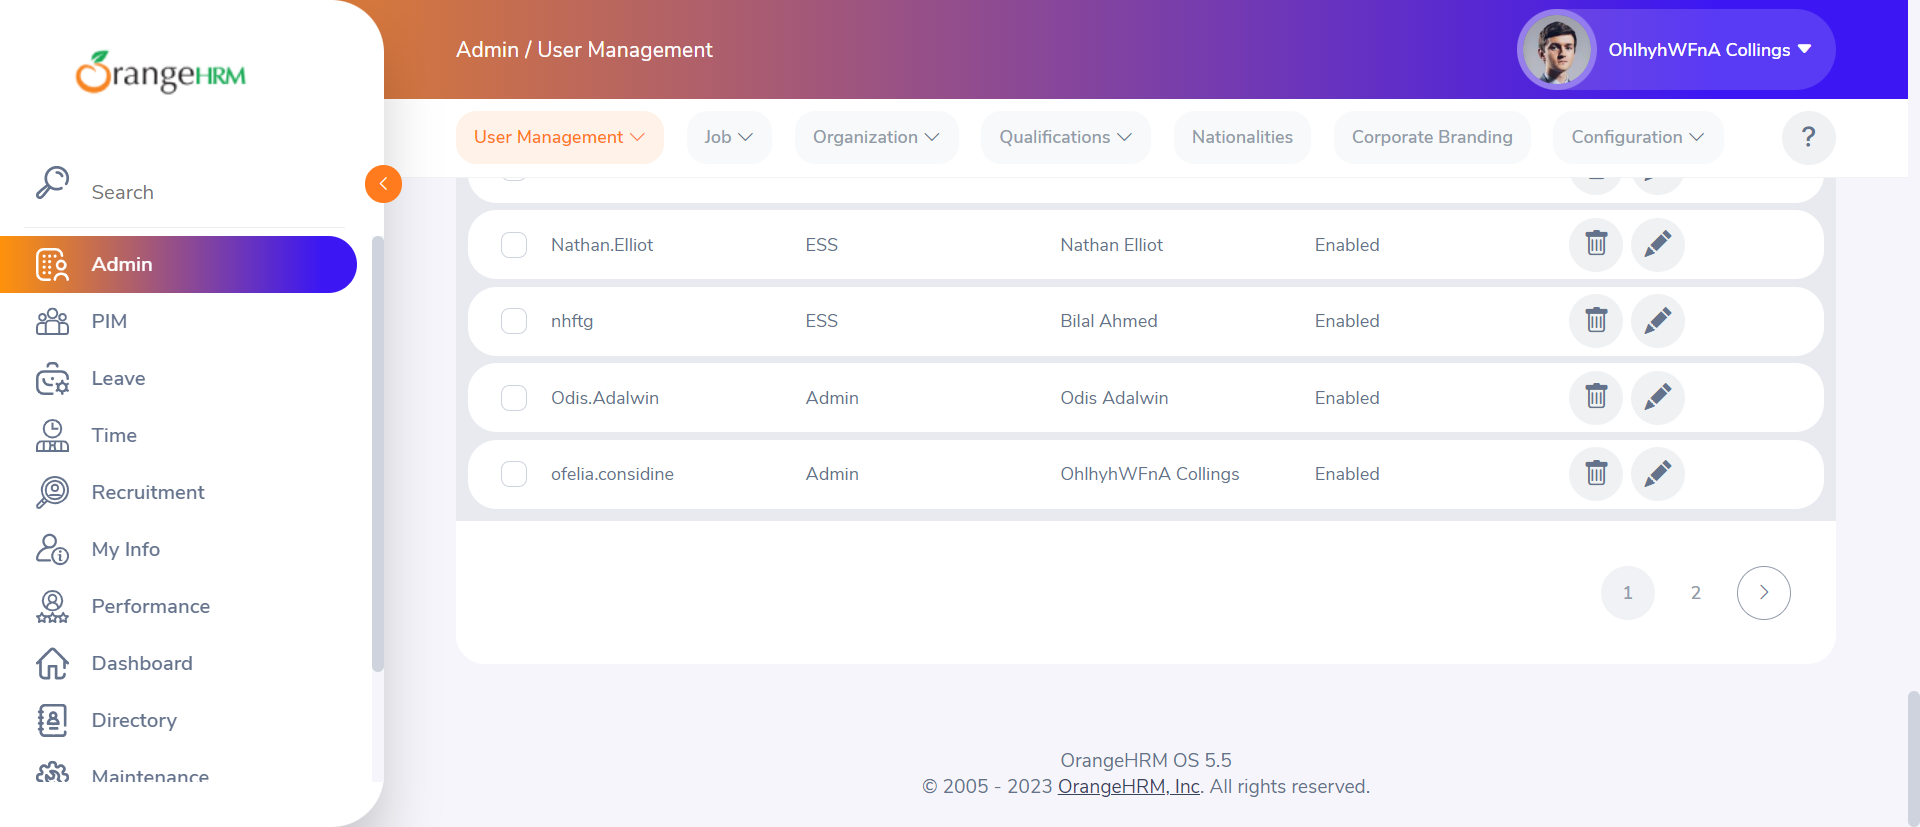 OrangeHRM
Admin / User Management
OhlhyhWFnA Collings
User Management
Job
Organization
Qualifications
Nationalities
Corporate Branding
Configuration
?
Search
Admin
PIM
Leave
Time
Recruitment
My Info
Performance
Dashboard
Directory
Maintenance
Nathan.Elliot ESS Nathan Elliot Enabled
nhftg ESS Bilal Ahmed Enabled
Odis.Adalwin Admin Odis Adalwin Enabled
ofelia.considine Admin OhlhyhWFnA Collings Enabled
1 2
OrangeHRM OS 5.5
© 2005 - 2023 OrangeHRM, Inc. All rights reserved.